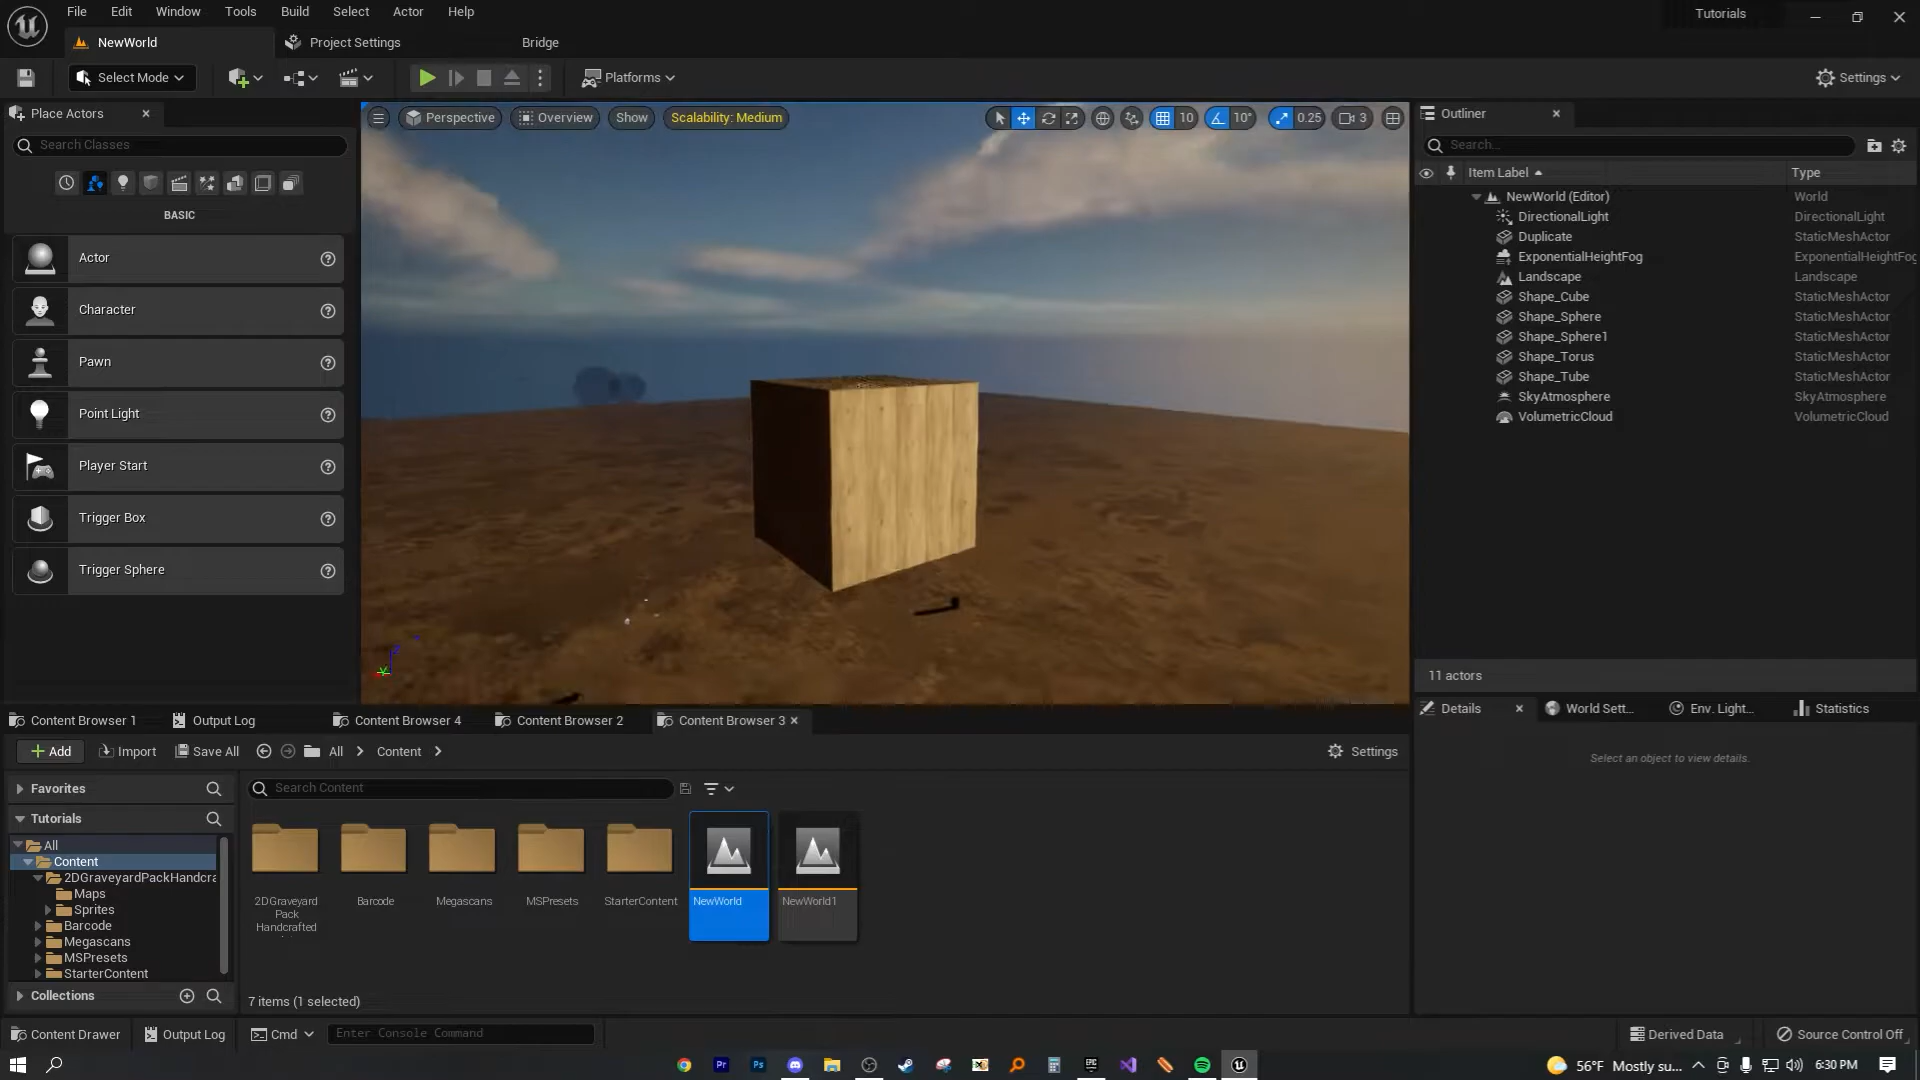 File Edit Window Tools Build Select Actor Help
Tutorials
NewWorld
Project Settings
Bridge
Select Mode
Platforms
Settings
Place Actors
Search Classes
BASIC
Actor
Character
Pawn
Point Light
Player Start
Trigger Box
Trigger Sphere
Perspective
Overview
Show
Scalability: Medium
10
10°
0.25
3
Outliner
Search...
Item Label
Type
NewWorld (Editor) World
DirectionalLight DirectionalLight
Duplicate StaticMeshActor
ExponentialHeightFog ExponentialHeightFog
Landscape Landscape
Shape_Cube StaticMeshActor
Shape_Sphere StaticMeshActor
Shape_Sphere1 StaticMeshActor
Shape_Torus StaticMeshActor
Shape_Tube StaticMeshActor
SkyAtmosphere SkyAtmosphere
VolumetricCloud VolumetricCloud
11 actors
Details
World Sett...
Env. Light...
Statistics
Select an object to view details.
Content Browser 1
Output Log
Content Browser 4
Content Browser 2
Content Browser 3
Add
Import
Save All
All
Content
Settings
Favorites
Tutorials
All
Content
2DGraveyardPackHandcra
Maps
Sprites
Barcode
Megascans
MSPresets
StarterContent
Collections
Search Content
2DGraveyard
Pack
Handcrafted
Barcode
Megascans
MSPresets
StarterContent
NewWorld
NewWorld1
7 items (1 selected)
Content Drawer
Output Log
Cmd
Enter Console Command
Derived Data
Source Control Off
Pr
Ps
56°F Mostly su...
6:30 PM